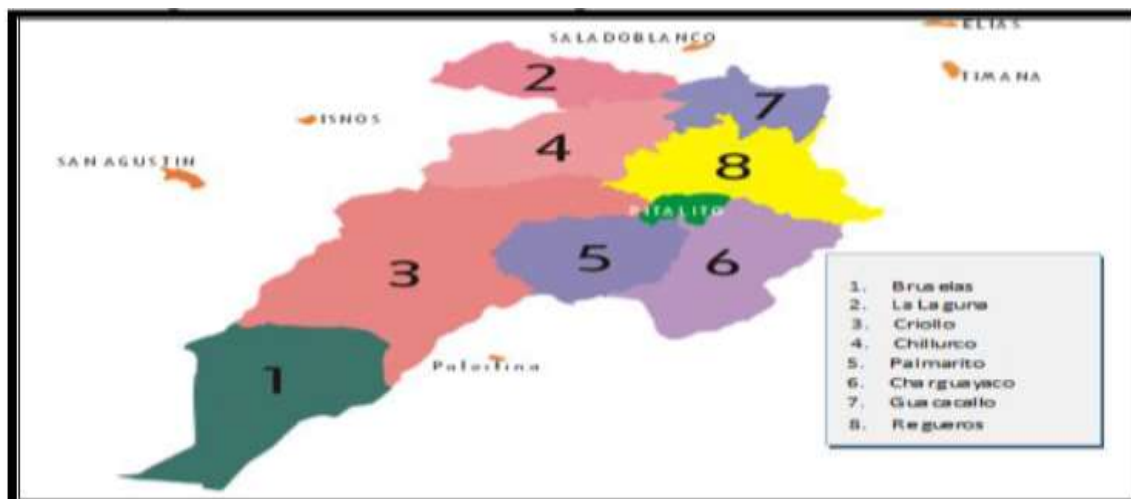 ELIAS
SALADOBLANCO
TIMANA
2
7
ISNOS
4
SAN AGUSTIN
8
PITALITO
5
6
3
1
Palestina
1. Bruselas
2. La Laguna
3. Criollo
4. Chillurco
5. Palmarito
6. Charguayaco
7. Guacacallo
8. Regueros